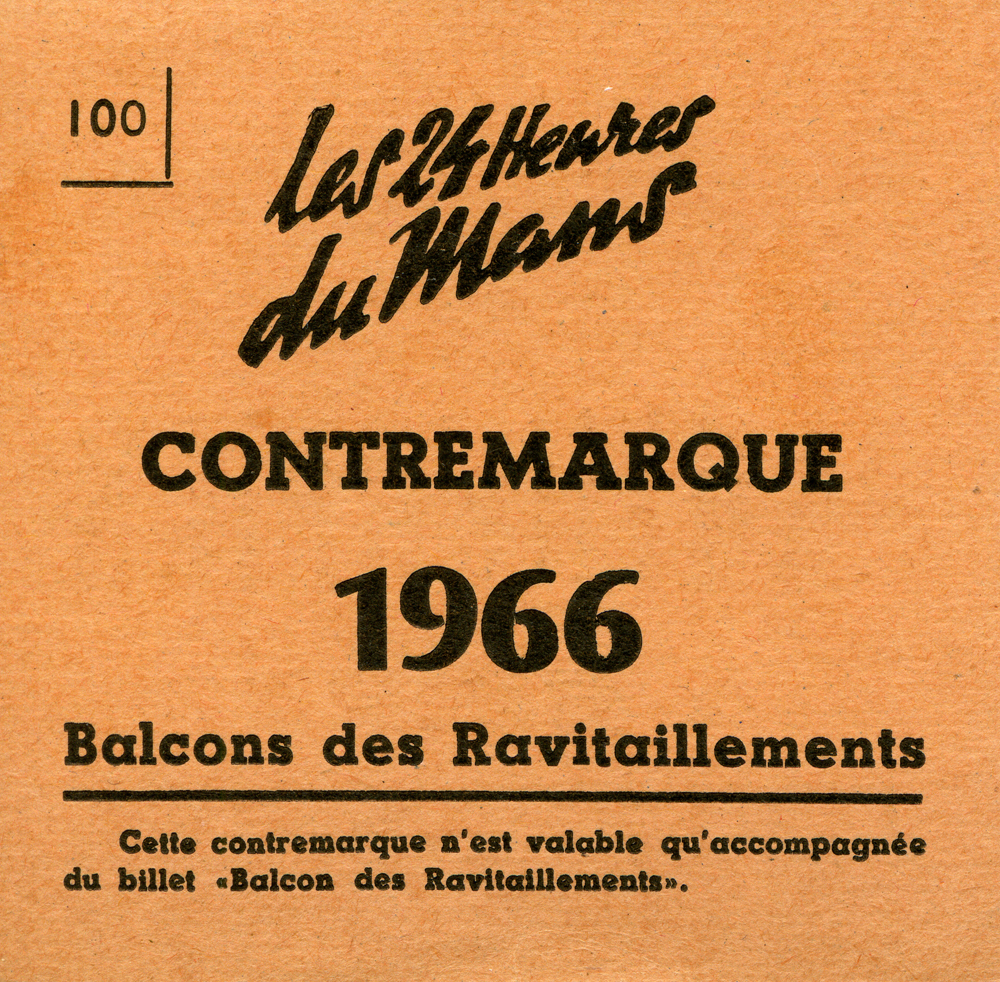 100
Les 24 Heures
du Mans
CONTREMARQUE
1966
Balcons des Ravitaillements
Cette contremarque n'est valable qu'accompagnée
du billet «Balcon des Ravitaillements».